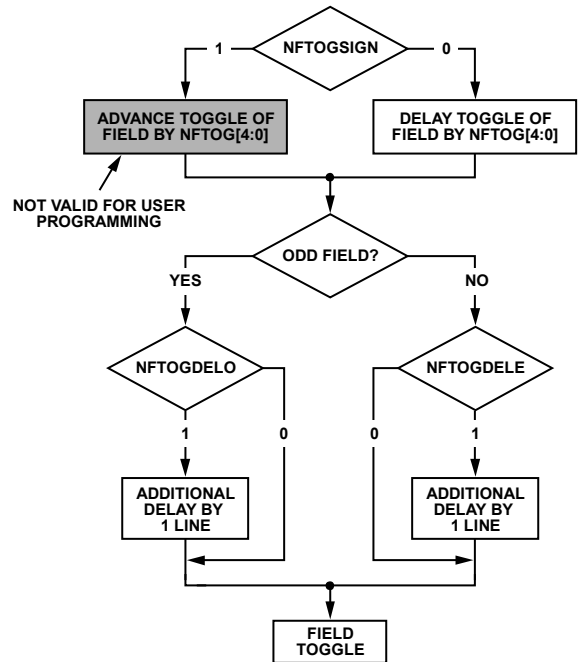 NFTOGSIGN
1
0
ADVANCE TOGGLE OF
FIELD BY NFTOG[4:0]
DELAY TOGGLE OF
FIELD BY NFTOG[4:0]
NOT VALID FOR USER
PROGRAMMING
ODD FIELD?
YES
NO
NFTOGDELO
NFTOGDELE
1
0
0
1
ADDITIONAL
DELAY BY
1 LINE
ADDITIONAL
DELAY BY
1 LINE
FIELD
TOGGLE